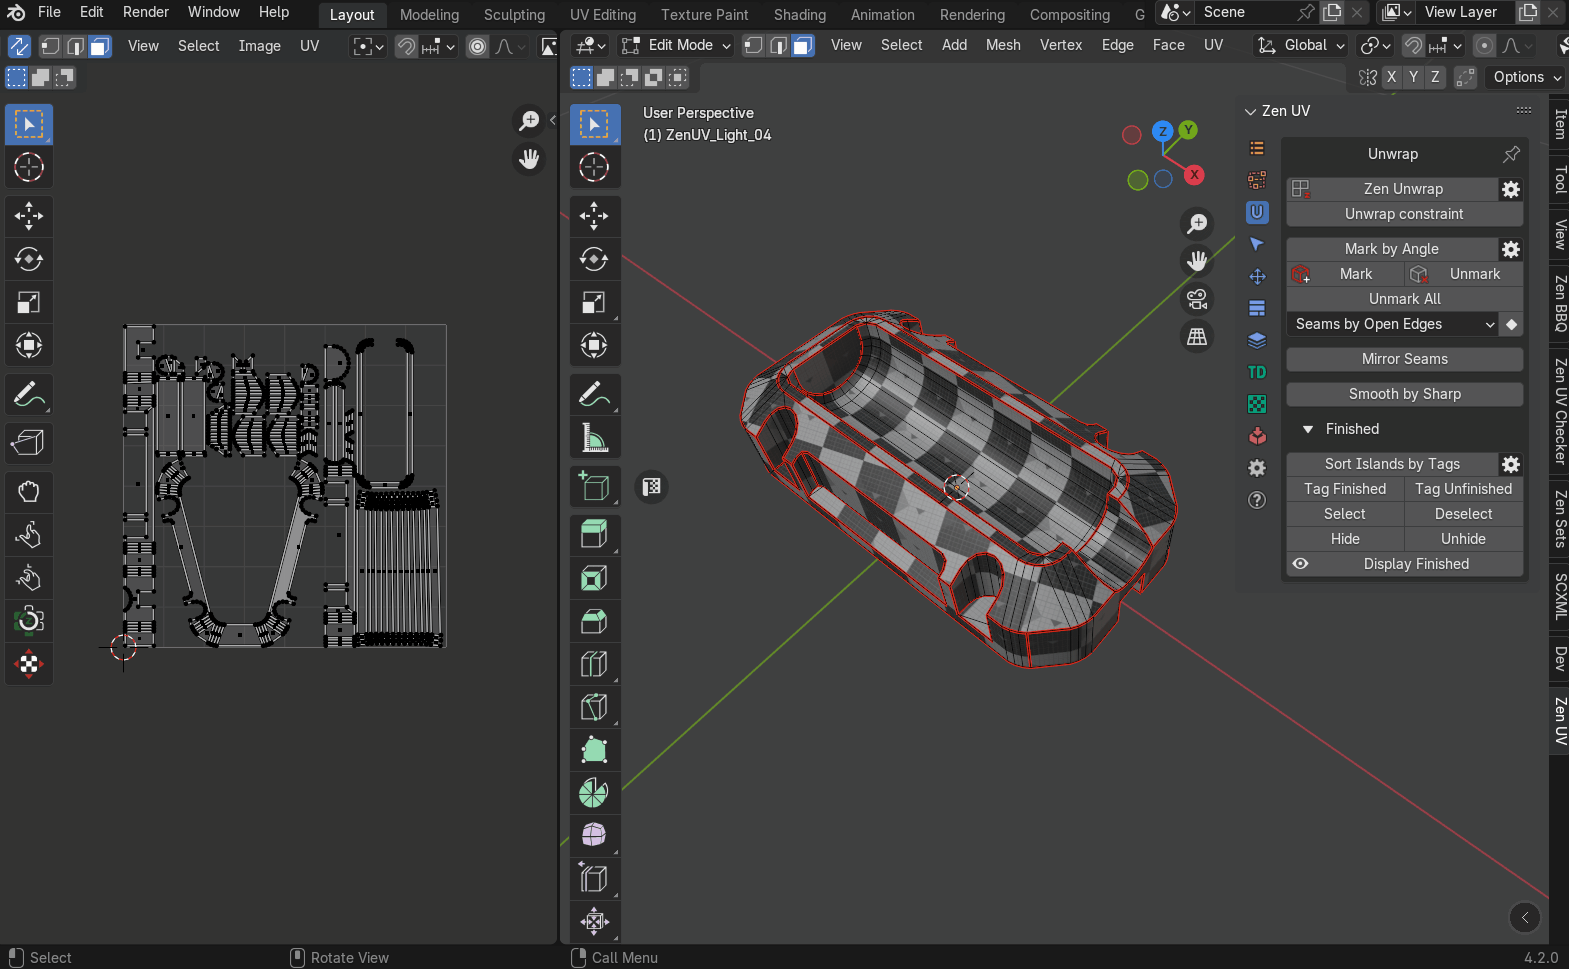 File Edit Render Window Help Layout Modeling Sculpting UV Editing Texture Paint Shading Animation Rendering Compositing G Scene View Layer
View Select Image UV Edit Mode View Select Add Mesh Vertex Edge Face UV Global
X Y Z Options
User Perspective
(1) ZenUV_Light_04
Z Y X
Zen UV
Unwrap
Zen Unwrap
Unwrap constraint
Mark by Angle
Mark Unmark
Unmark All
Seams by Open Edges
Mirror Seams
TD
Smooth by Sharp
Finished
Sort Islands by Tags
Tag Finished Tag Unfinished
Select Deselect
Hide Unhide
Display Finished
Item
Tool
View
Zen BBQ
Zen UV Checker
Zen Sets
SCXML
Dev
Zen UV
Select Rotate View Call Menu 4.2.0